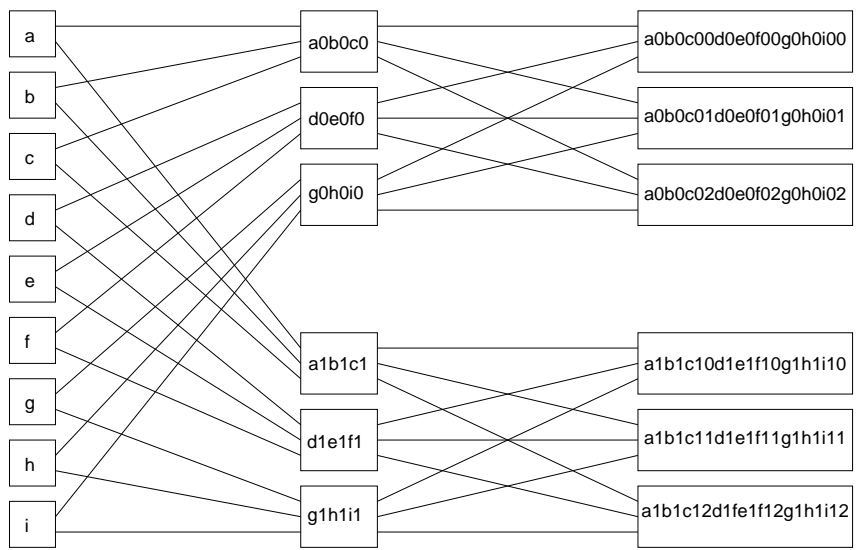 a
b
c
d
e
f
g
h
i
a0b0c0
d0e0f0
g0h0i0
a1b1c1
d1e1f1
g1h1i1
a0b0c00d0e0f00g0h0i00
a0b0c01d0e0f01g0h0i01
a0b0c02d0e0f02g0h0i02
a1b1c10d1e1f10g1h1i10
a1b1c11d1e1f11g1h1i11
a1b1c12d1fe1f12g1h1i12